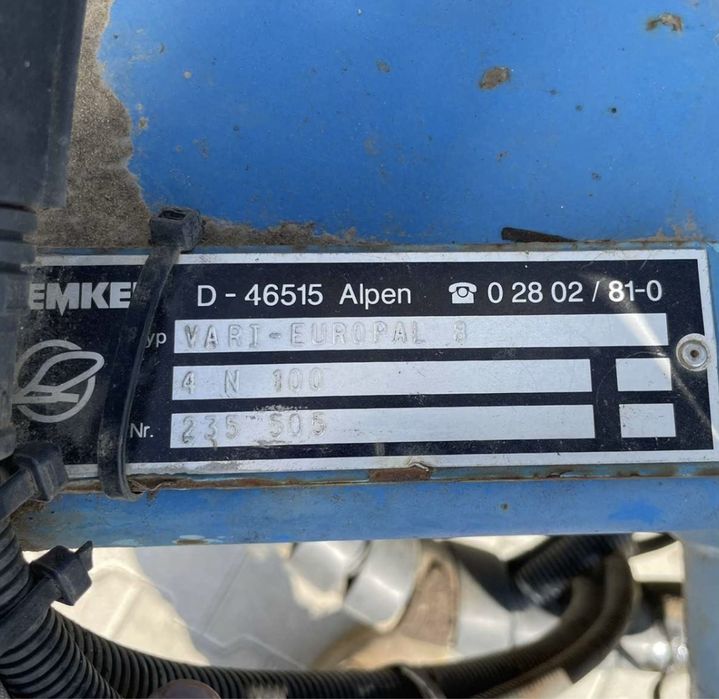 EMKE D - 46515 Alpen ☎ 0 28 02 / 81-0
yp VARI-EUROPAL 8
4 N 100
Nr. 235 505